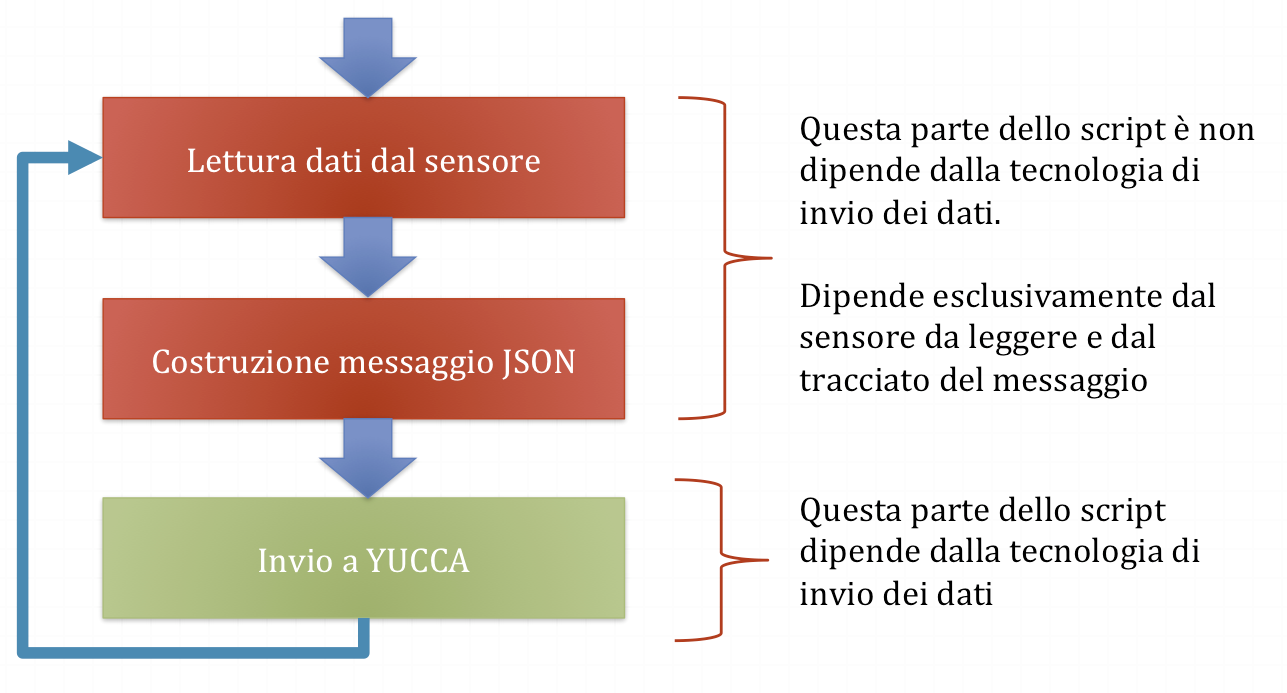 Lettura dati dal sensore
Costruzione messaggio JSON
Invio a YUCCA
Questa parte dello script è non
dipende dalla tecnologia di
invio dei dati.
Dipende esclusivamente dal
sensore da leggere e dal
tracciato del messaggio
Questa parte dello script
dipende dalla tecnologia di
invio dei dati